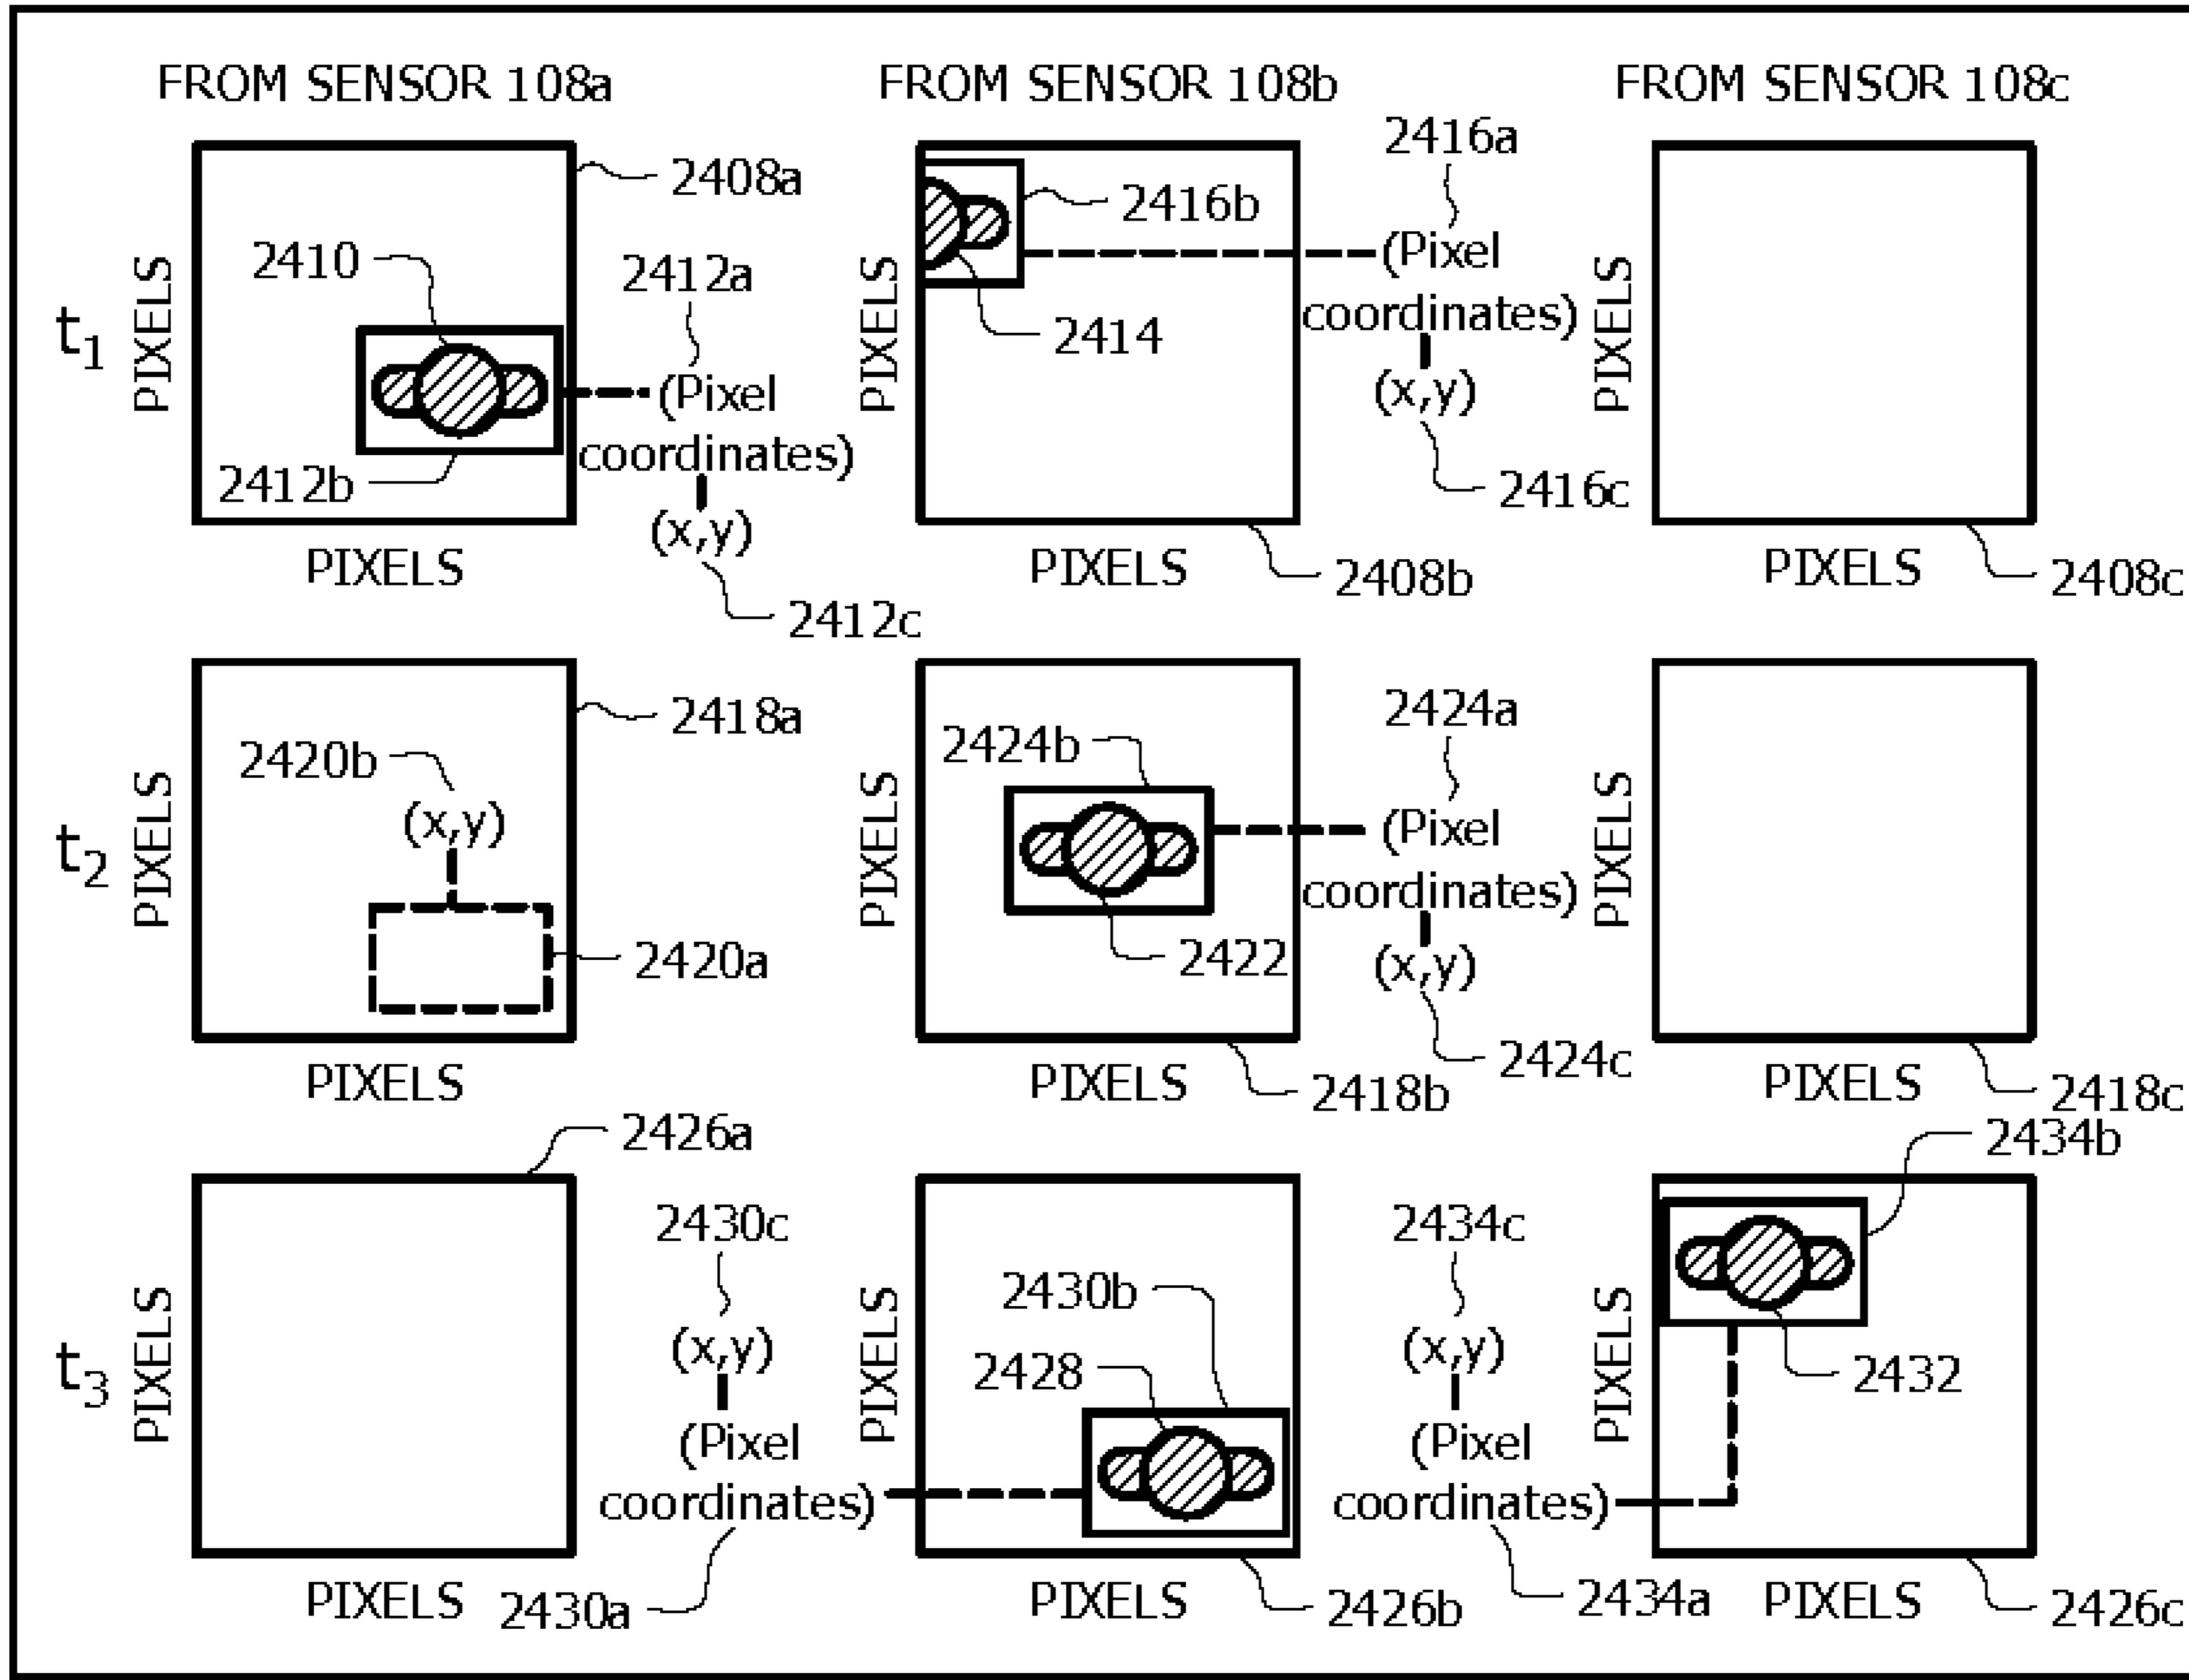 FROM SENSOR 108a
FROM SENSOR 108b
FROM SENSOR 108c
t1
PIXELS
2408a
2410
2412a
(Pixel
coordinates)
2412b
(x,y)
2412c
PIXELS
PIXELS
2416a
2416b
(Pixel
coordinates)
2414
(x,y)
2416c
PIXELS
2408b
PIXELS
PIXELS
2408c
t2
PIXELS
2418a
2420b
(x,y)
2420a
PIXELS
PIXELS
2424a
2424b
(Pixel
coordinates)
2422
(x,y)
2424c
PIXELS
2418b
PIXELS
PIXELS
2418c
t3
PIXELS
2426a
PIXELS
2430c
(x,y)
(Pixel
coordinates)
2430a
PIXELS
2430b
2428
PIXELS
2426b
2434c
(x,y)
(Pixel
coordinates)
2434a
PIXELS
2434b
2432
PIXELS
2426c